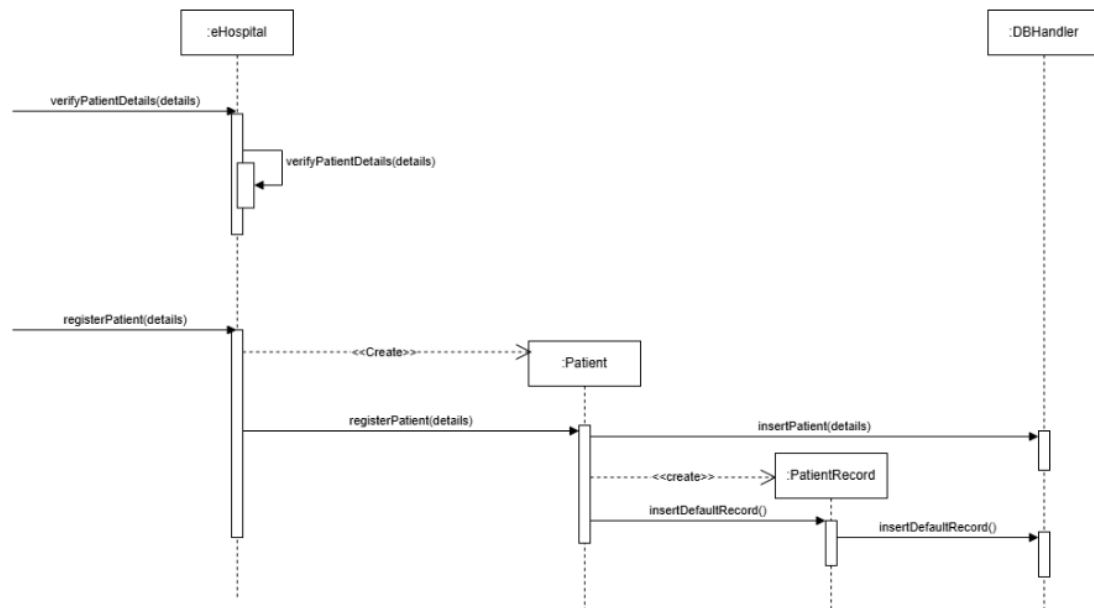 :eHospital
:DBHandler
verifyPatientDetails(details)
verifyPatientDetails(details)
registerPatient(details)
<<Create>>
:Patient
registerPatient(details)
insertPatient(details)
<<create>>
:PatientRecord
insertDefaultRecord()
insertDefaultRecord()